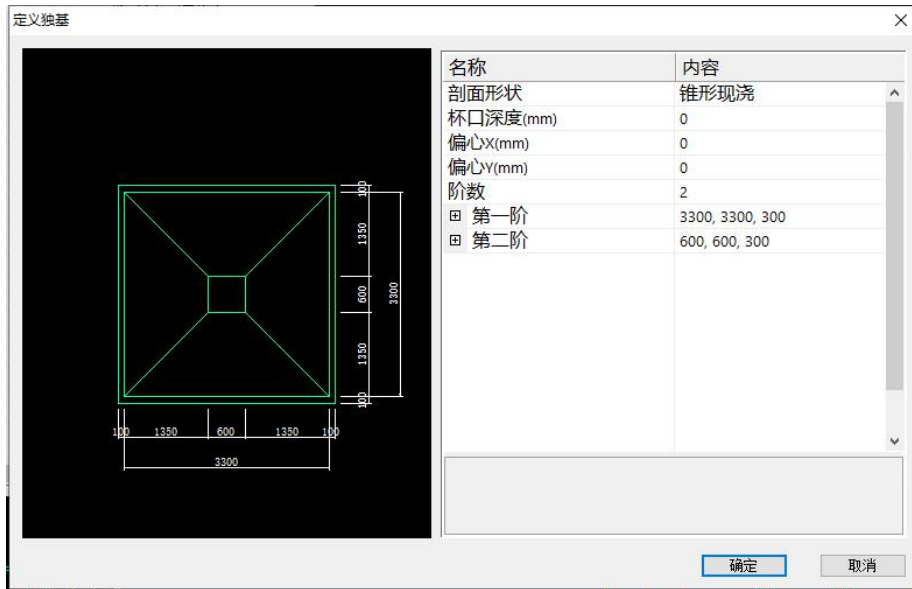 定义独基
名称 内容
剖面形状 锥形现浇
杯口深度(mm) 0
偏心X(mm) 0
偏心Y(mm) 0
阶数 2
第一阶 3300, 3300, 300
第二阶 600, 600, 300
100
1350
600
3300
1350
100
100 1350 600 1350 100
3300
确定 取消